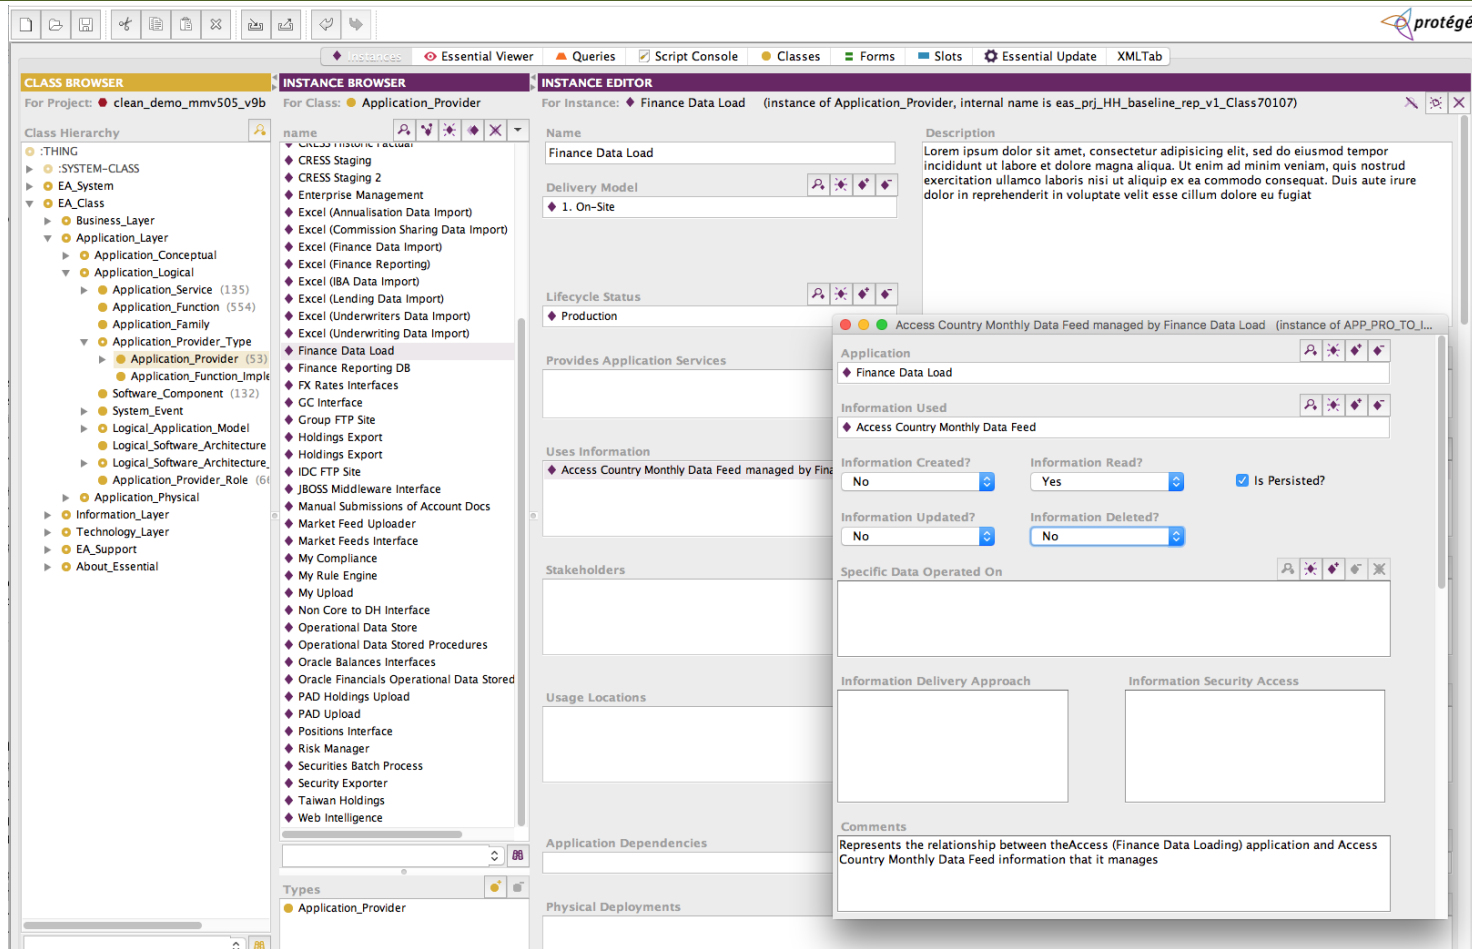 protégé
Instances
Essential Viewer
Queries
Script Console
Classes
Forms
Slots
Essential Update
XMLTab
CLASS BROWSER
For Project: clean_demo_mmv505_v9b
Class Hierarchy
:THING
:SYSTEM-CLASS
EA_System
EA_Class
Business_Layer
Application_Layer
Application_Conceptual
Application_Logical
Application_Service (135)
Application_Function (554)
Application_Family
Application_Provider_Type
Application_Provider (53)
Application_Function_Imple
Software_Component (132)
System_Event
Logical_Application_Model
Logical_Software_Architecture
Logical_Software_Architecture_
Application_Provider_Role (66
Application_Physical
Information_Layer
Technology_Layer
EA_Support
About_Essential
INSTANCE BROWSER
For Class: Application_Provider
name
CRESS Historic Factual
CRESS Staging
CRESS Staging 2
Enterprise Management
Excel (Annualisation Data Import)
Excel (Commission Sharing Data Import)
Excel (Finance Data Import)
Excel (Finance Reporting)
Excel (IBA Data Import)
Excel (Lending Data Import)
Excel (Underwriters Data Import)
Excel (Underwriting Data Import)
Finance Data Load
Finance Reporting DB
FX Rates Interfaces
GC Interface
Group FTP Site
Holdings Export
Holdings Export
IDC FTP Site
JBOSS Middleware Interface
Manual Submissions of Account Docs
Market Feed Uploader
Market Feeds Interface
My Compliance
My Rule Engine
My Upload
Non Core to DH Interface
Operational Data Store
Operational Data Stored Procedures
Oracle Balances Interfaces
Oracle Financials Operational Data Stored
PAD Holdings Upload
PAD Upload
Positions Interface
Risk Manager
Securities Batch Process
Security Exporter
Taiwan Holdings
Web Intelligence
Types
Application_Provider
INSTANCE EDITOR
For Instance: Finance Data Load (instance of Application_Provider, internal name is eas_prj_HH_baseline_rep_v1_Class70107)
Name
Finance Data Load
Delivery Model
1. On-Site
Lifecycle Status
Production
Provides Application Services
Uses Information
Access Country Monthly Data Feed managed by Fina
Stakeholders
Usage Locations
Application Dependencies
Physical Deployments
Description
Lorem ipsum dolor sit amet, consectetur adipisicing elit, sed do eiusmod tempor
incididunt ut labore et dolore magna aliqua. Ut enim ad minim veniam, quis nostrud
exercitation ullamco laboris nisi ut aliquip ex ea commodo consequat. Duis aute irure
dolor in reprehenderit in voluptate velit esse cillum dolore eu fugiat
Access Country Monthly Data Feed managed by Finance Data Load (instance of APP_PRO_TO_I...
Application
Finance Data Load
Information Used
Access Country Monthly Data Feed
Information Created?
Information Read?
No
Yes
Is Persisted?
Information Updated?
Information Deleted?
No
No
Specific Data Operated On
Information Delivery Approach
Information Security Access
Comments
Represents the relationship between theAccess (Finance Data Loading) application and Access
Country Monthly Data Feed information that it manages